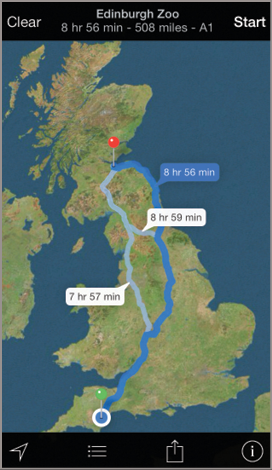 Edinburgh Zoo
Clear 8 hr 56 min - 508 miles - A1 Start
8 hr 56 min
8 hr 59 min
7 hr 57 min